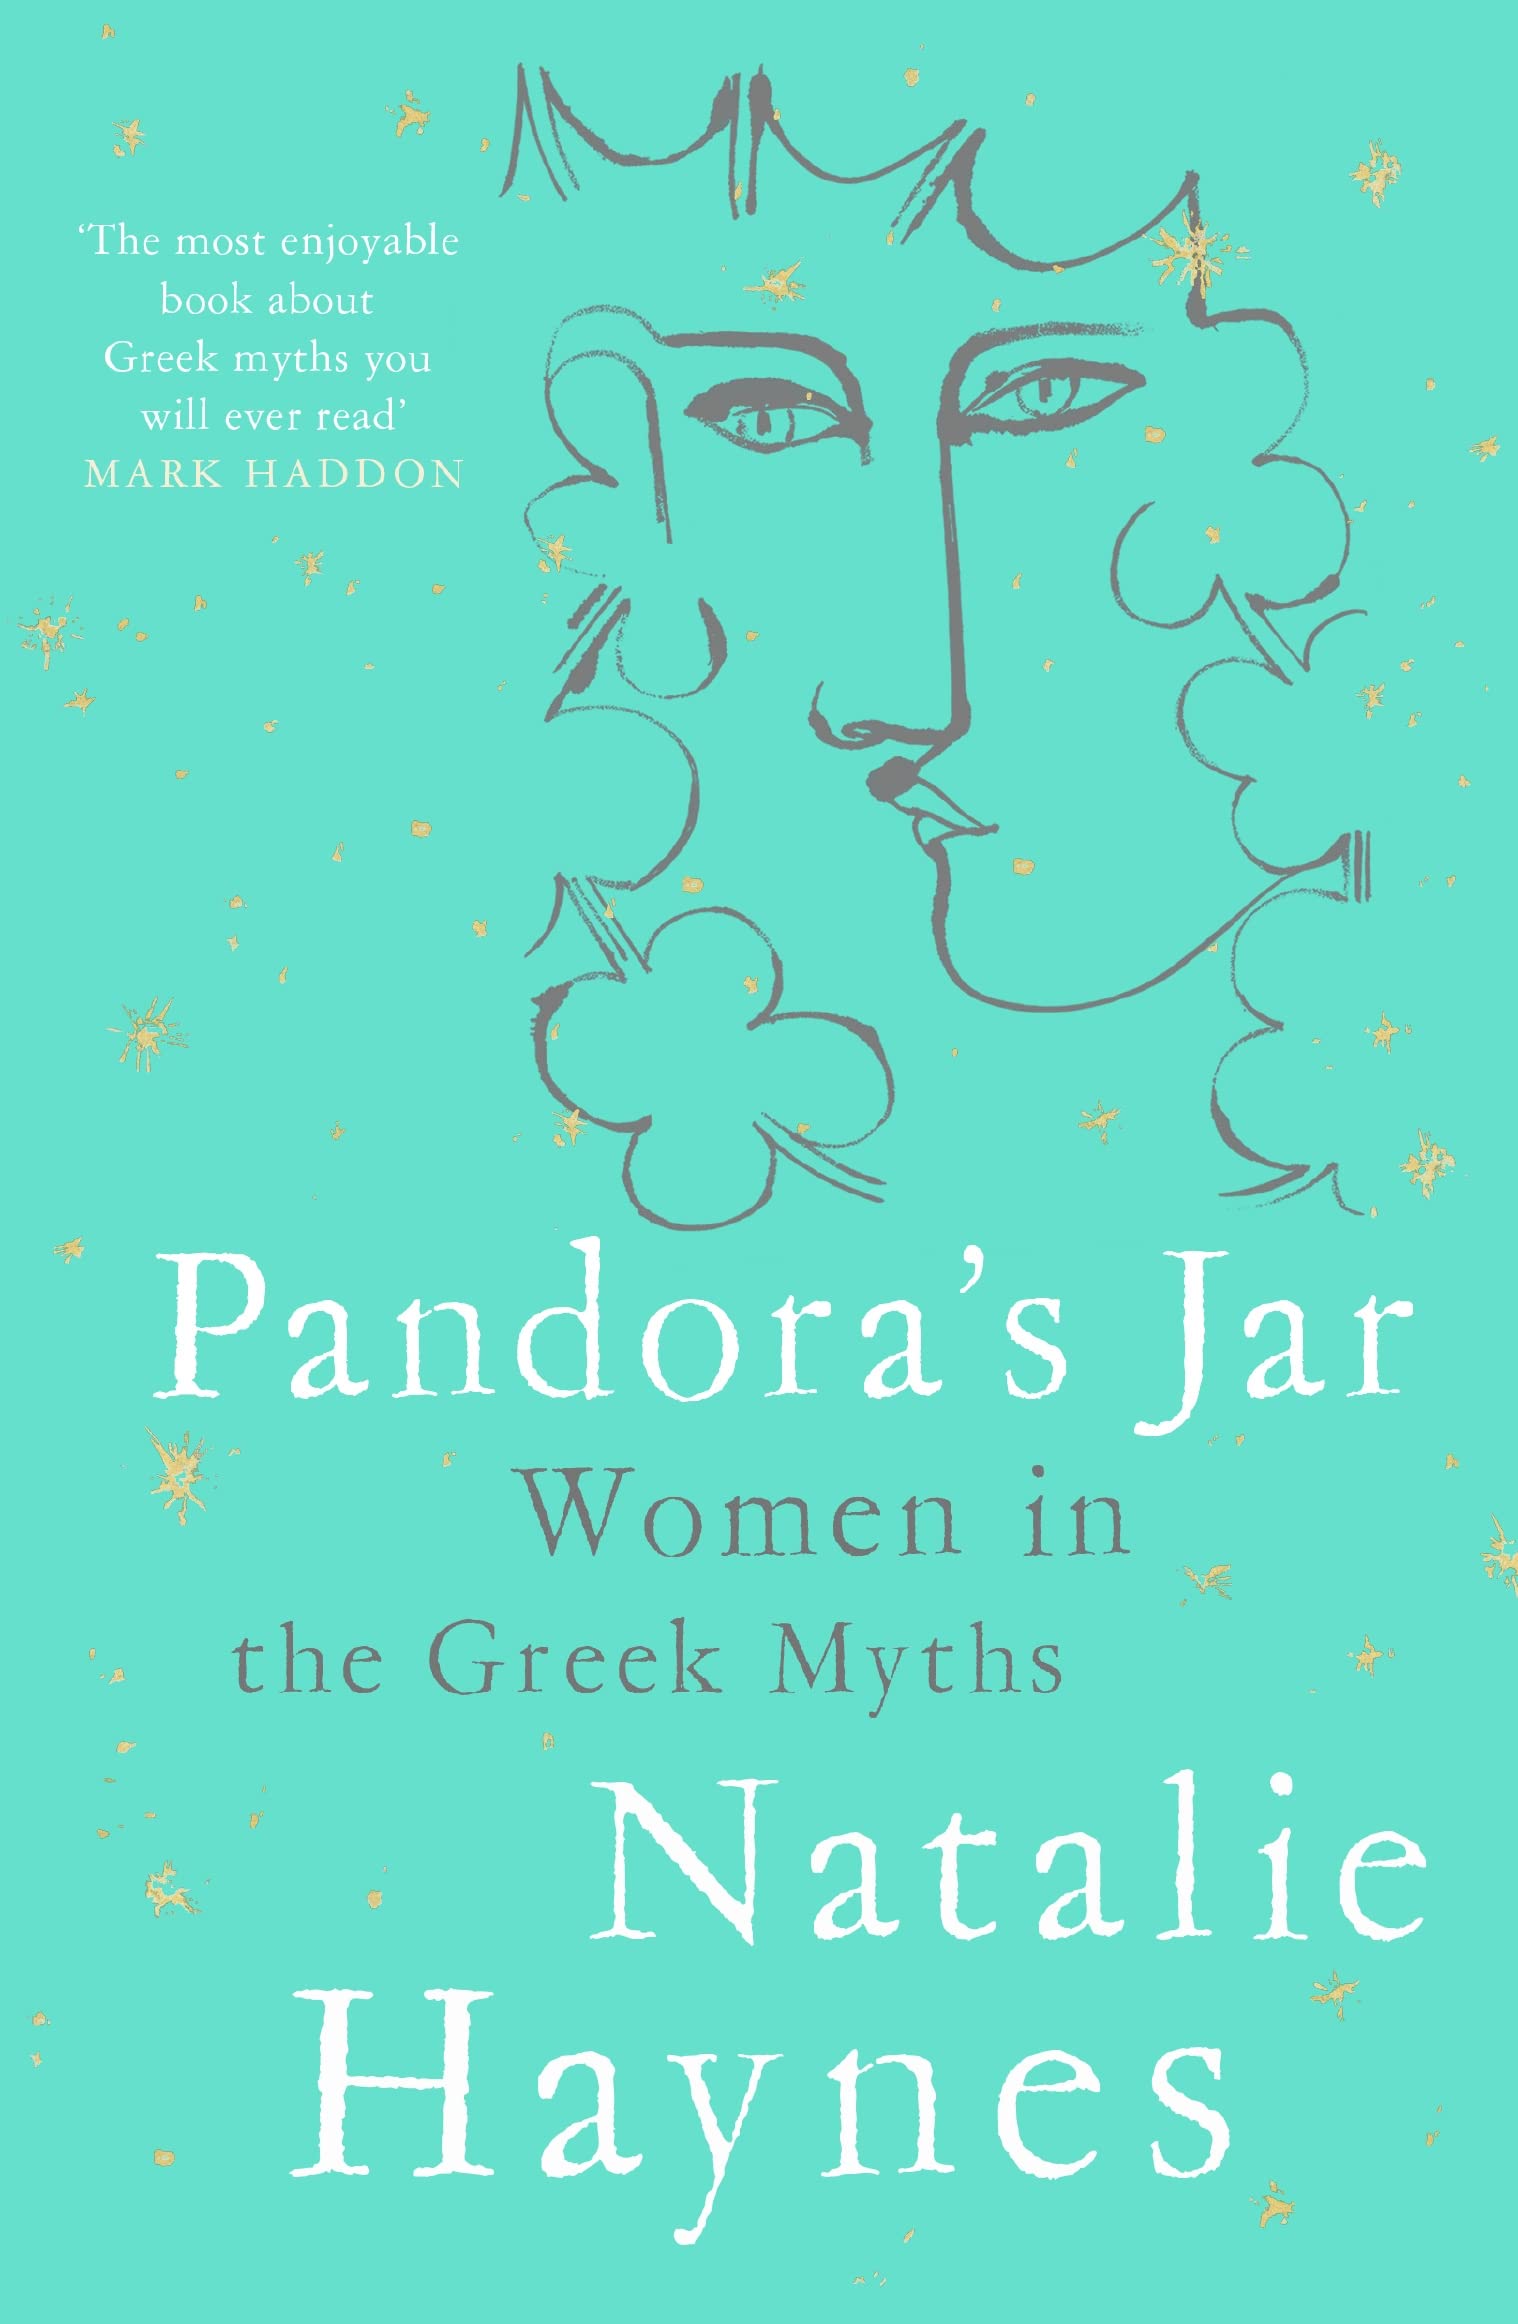 ‘The most enjoyable
book about
Greek myths you
will ever read’
MARK HADDON
Pandora’s Jar
Women in
the Greek Myths
Natalie
Haynes